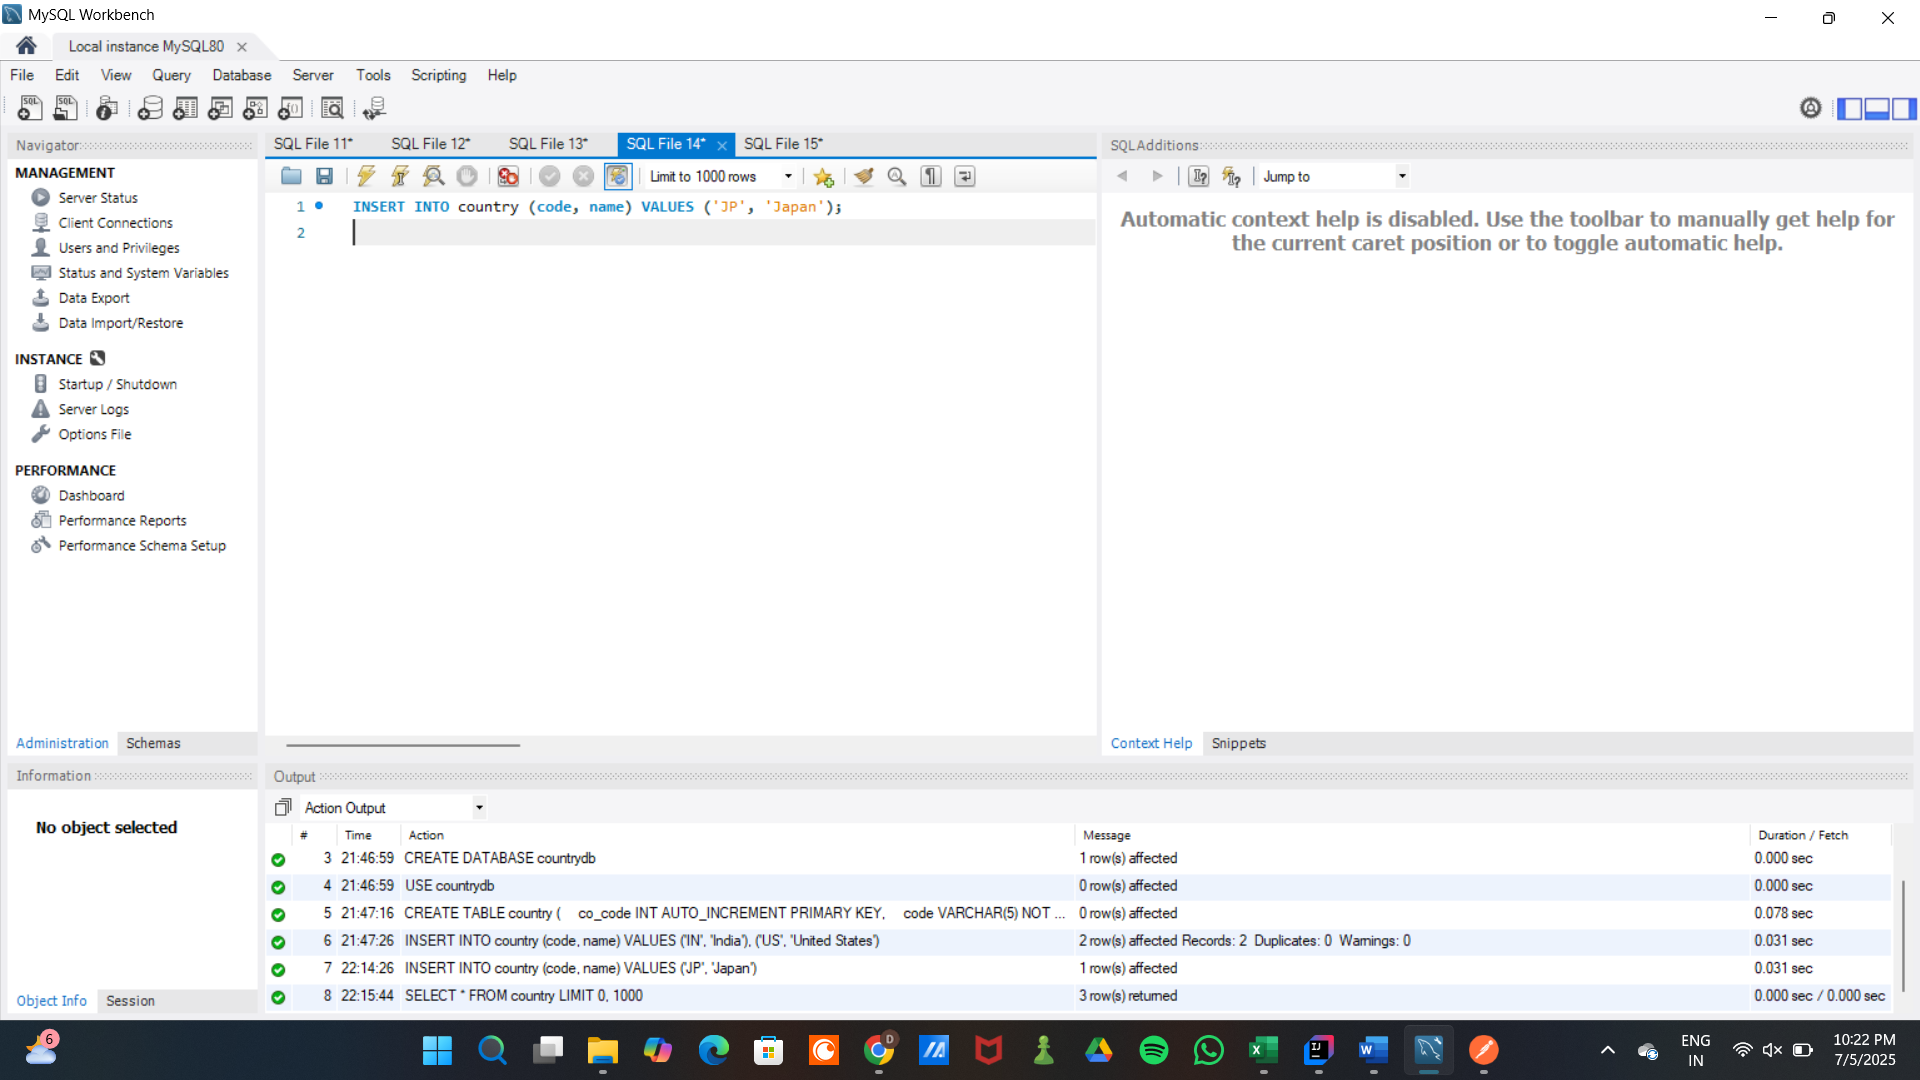 MySQL Workbench
Local instance MySQL80
File Edit View Query Database Server Tools Scripting Help
Navigator
MANAGEMENT
Server Status
Client Connections
Users and Privileges
Status and System Variables
Data Export
Data Import/Restore
INSTANCE
Startup / Shutdown
Server Logs
Options File
PERFORMANCE
Dashboard
Performance Reports
Performance Schema Setup
Administration Schemas
Information
No object selected
Object Info Session
SQL File 11* SQL File 12* SQL File 13* SQL File 14* SQL File 15*
Limit to 1000 rows
1 INSERT INTO country (code, name) VALUES ('JP', 'Japan');
2
SQLAdditions
Jump to
Automatic context help is disabled. Use the toolbar to manually get help for
the current caret position or to toggle automatic help.
Context Help Snippets
Output
Action Output
# Time Action Message Duration / Fetch
3 21:46:59 CREATE DATABASE countrydb 1 row(s) affected 0.000 sec
4 21:46:59 USE countrydb 0 row(s) affected 0.000 sec
5 21:47:16 CREATE TABLE country ( co_code INT AUTO_INCREMENT PRIMARY KEY, code VARCHAR(5) NOT ... 0 row(s) affected 0.078 sec
6 21:47:26 INSERT INTO country (code, name) VALUES ('IN', 'India'), ('US', 'United States') 2 row(s) affected Records: 2 Duplicates: 0 Warnings: 0 0.031 sec
7 22:14:26 INSERT INTO country (code, name) VALUES ('JP', 'Japan') 1 row(s) affected 0.031 sec
8 22:15:44 SELECT * FROM country LIMIT 0, 1000 3 row(s) returned 0.000 sec / 0.000 sec
6
D
ENG
IN
10:22 PM
7/5/2025